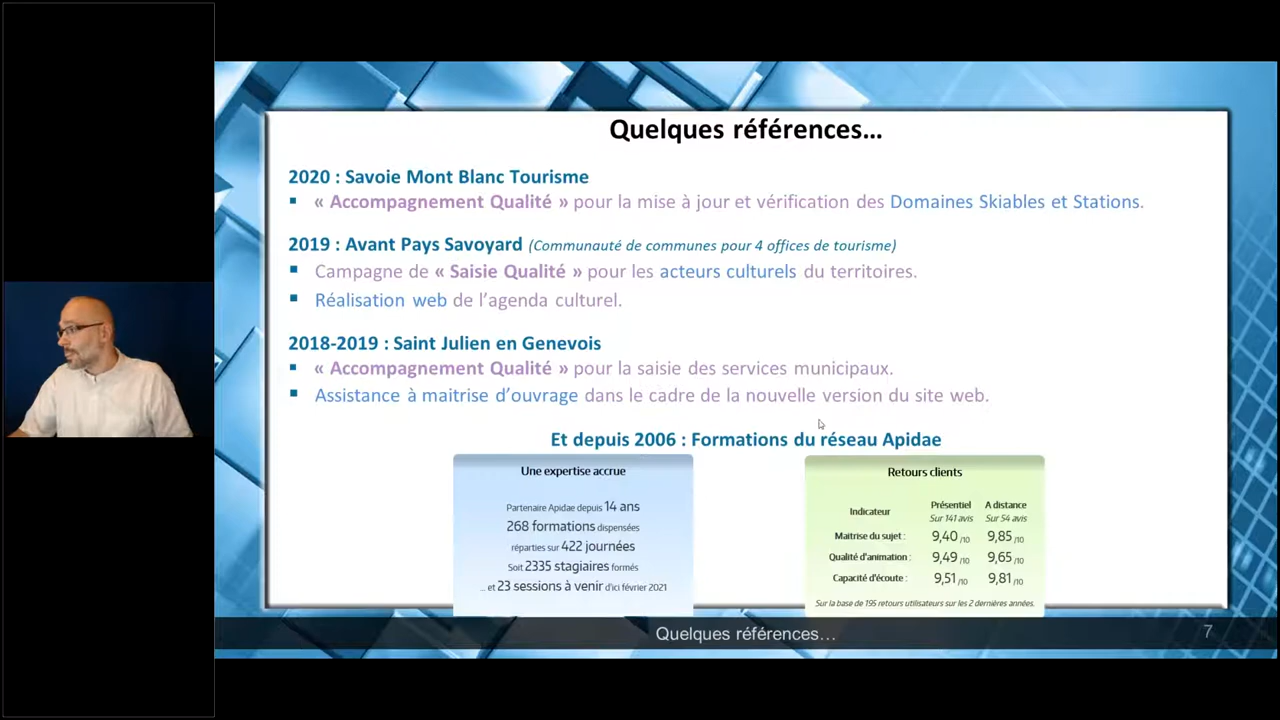 Quelques références...
2020 : Savoie Mont Blanc Tourisme
▪ « Accompagnement Qualité » pour la mise à jour et vérification des Domaines Skiables et Stations.
2019 : Avant Pays Savoyard (Communauté de communes pour 4 offices de tourisme)
▪ Campagne de « Saisie Qualité » pour les acteurs culturels du territoires.
▪ Réalisation web de l'agenda culturel.
2018-2019 : Saint Julien en Genevois
▪ « Accompagnement Qualité » pour la saisie des services municipaux.
▪ Assistance à maitrise d'ouvrage dans le cadre de la nouvelle version du site web.
Et depuis 2006 : Formations du réseau Apidae
Une expertise accrue
Partenaire Apidae depuis 14 ans
268 formations dispensées
réparties sur 422 journées
Soit 2335 stagiaires formés
... et 23 sessions à venir d'ici février 2021
Retours clients
Indicateur Présentiel A distance
Sur 141 avis Sur 54 avis
Maitrise du sujet : 9,40 /10 9,85 /10
Qualité d'animation : 9,49 /10 9,65 /10
Capacité d'écoute : 9,51 /10 9,81 /10
Sur la base de 195 retours utilisateurs sur les 2 dernières années.
Quelques références...
7